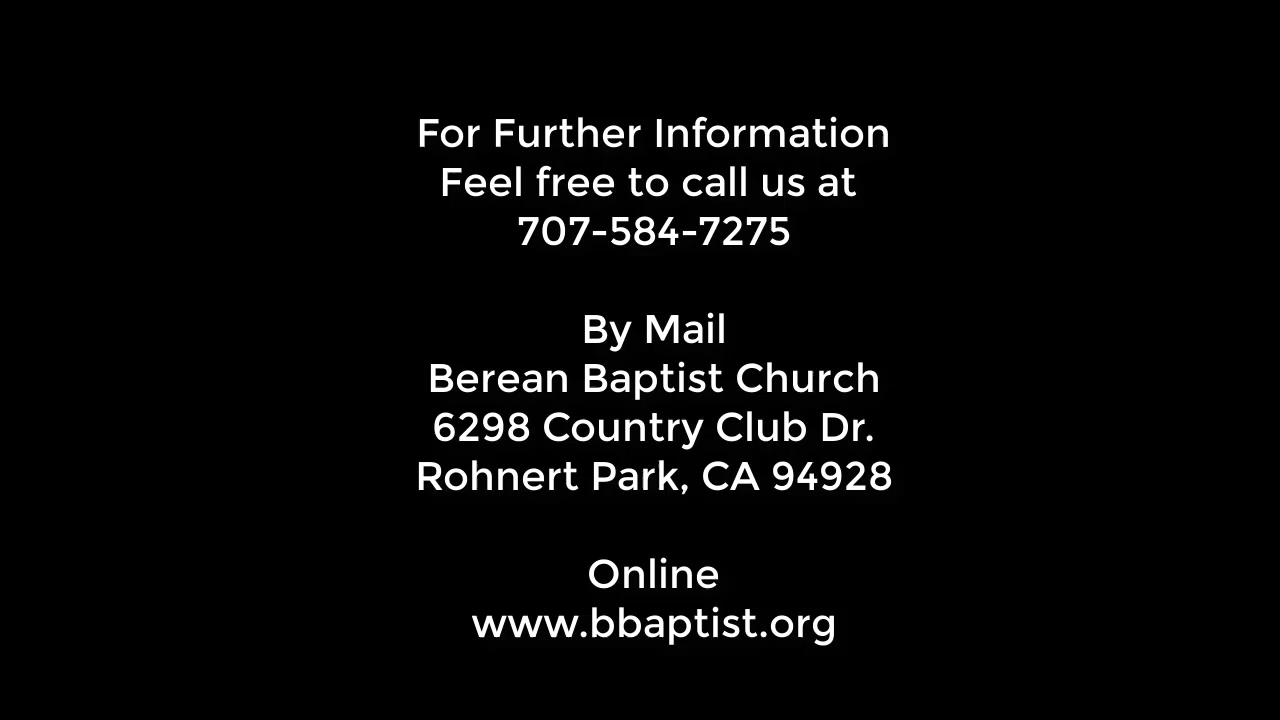 For Further Information
Feel free to call us at
707-584-7275
By Mail
Berean Baptist Church
6298 Country Club Dr.
Rohnert Park, CA 94928
Online
www.bbaptist.org